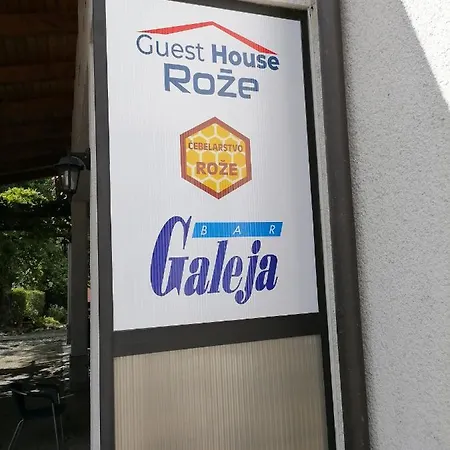 Guest House
Rože
ČEBELARSTVO
ROŽE
BAR
Galeja